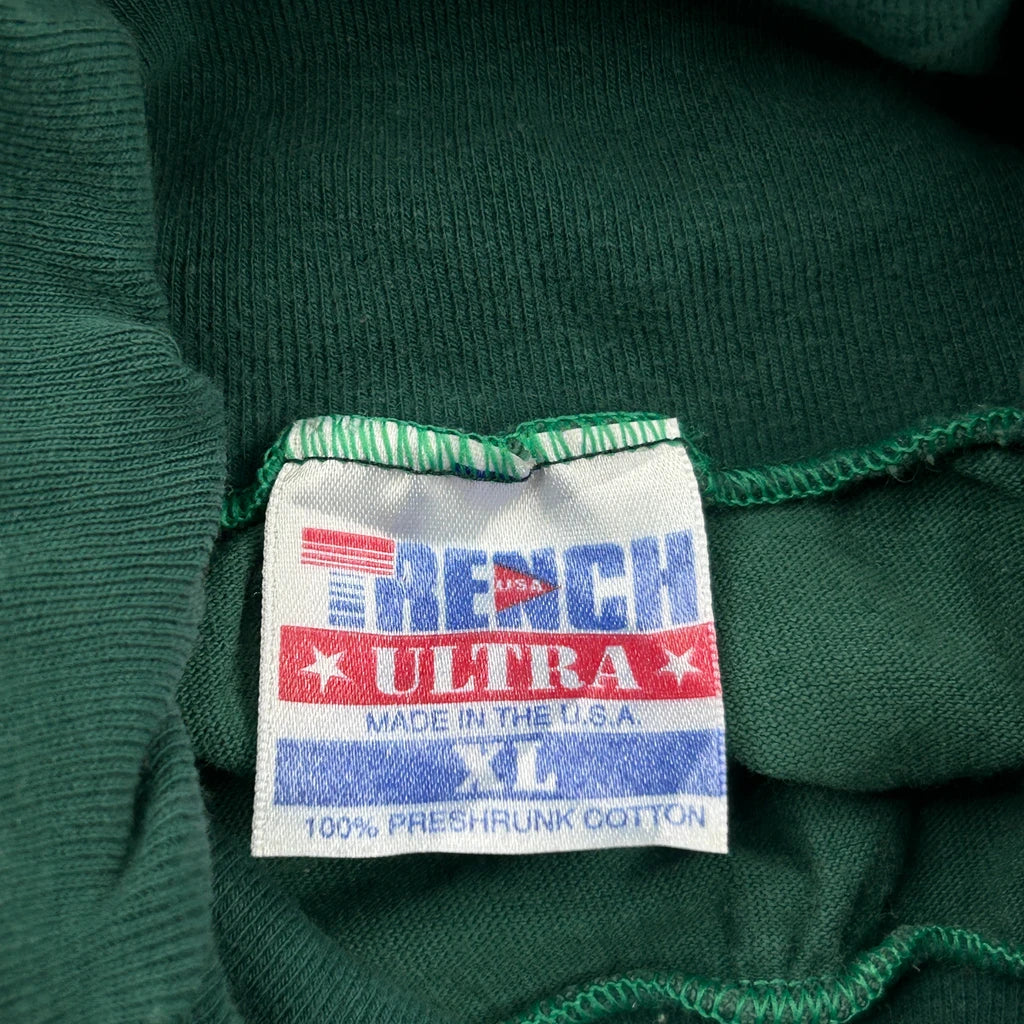 TRENCH
USA
ULTRA
MADE IN THE U.S.A.
XL
100% PRESHRUNK COTTON